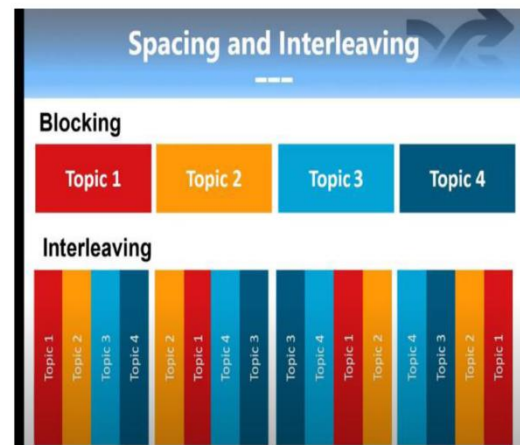 Spacing and Interleaving
Blocking
Topic 1 Topic 2 Topic 3 Topic 4
Interleaving
Topic 1 Topic 2 Topic 3 Topic 4 Topic 2 Topic 1 Topic 4 Topic 3 Topic 3 Topic 4 Topic 1 Topic 2 Topic 4 Topic 3 Topic 2 Topic 1